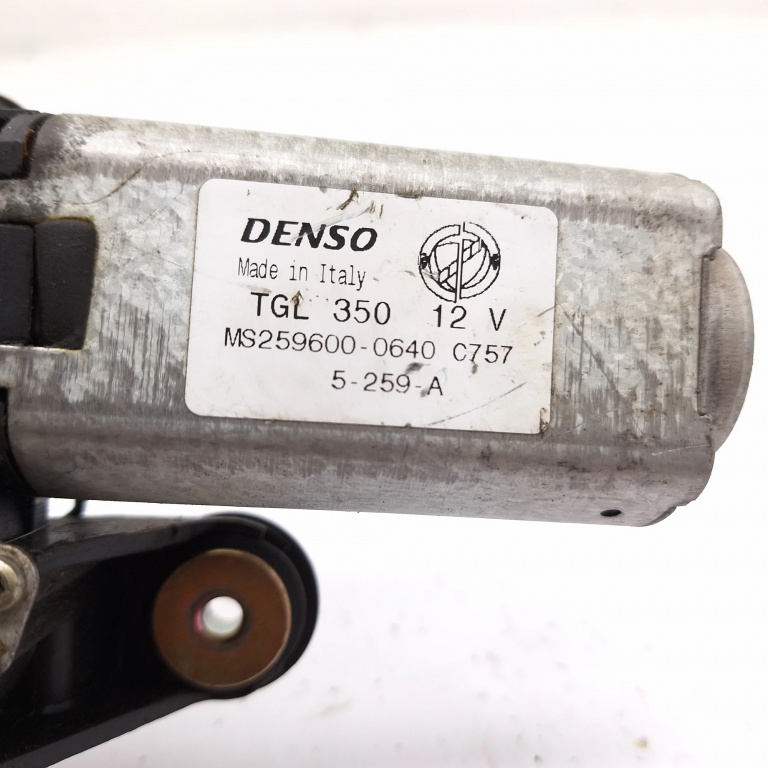 DENSO
Made in Italy
TGL 350 12 V
MS259600-0640 C757
5-259-A